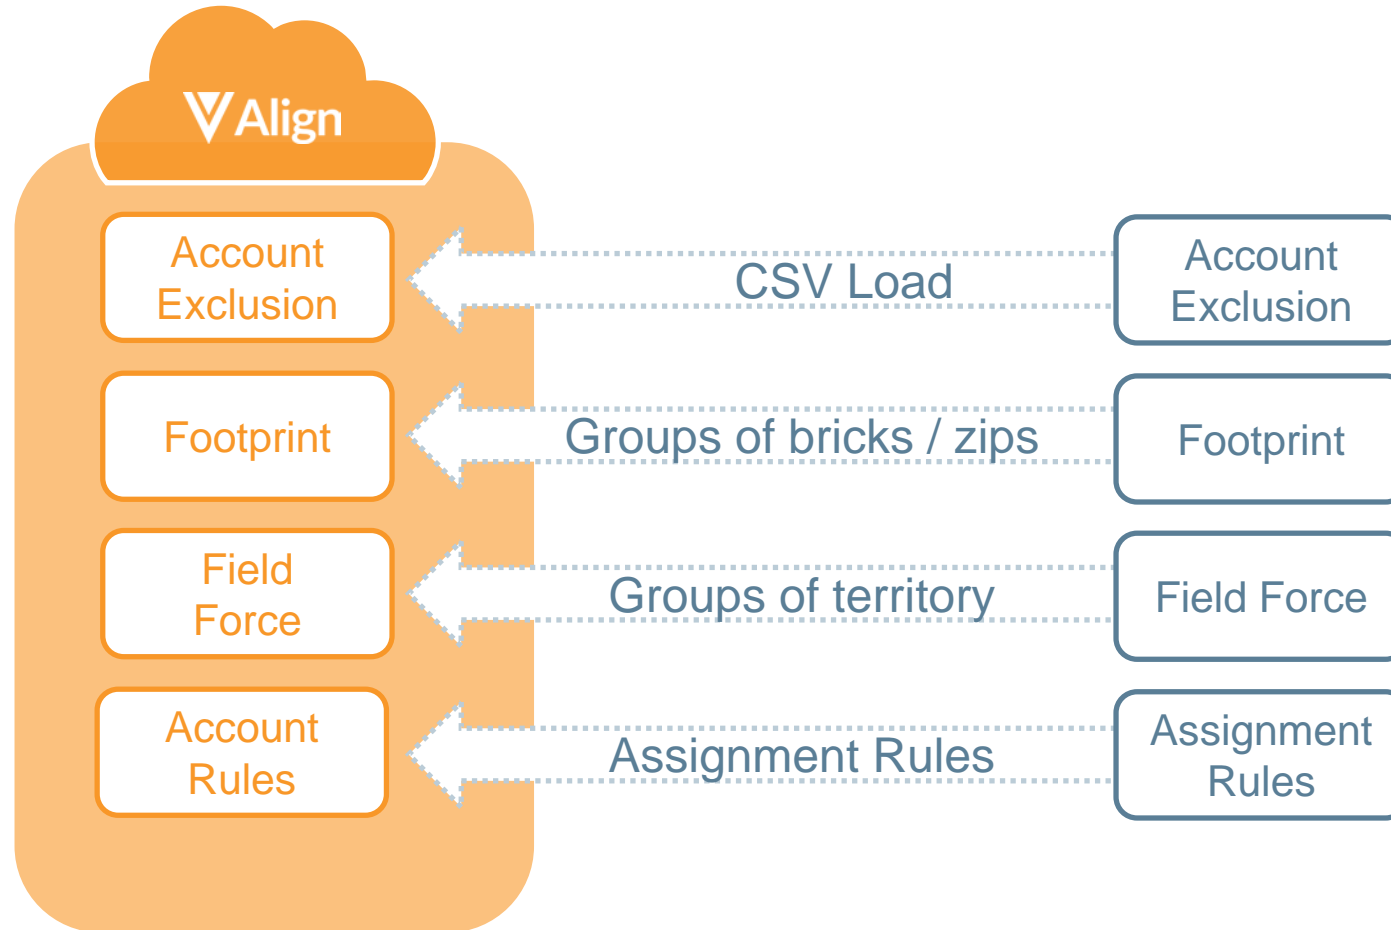 Align
Account
Exclusion
CSV Load
Account
Exclusion
Footprint
Groups of bricks / zips
Footprint
Field
Force
Groups of territory
Field Force
Account
Rules
Assignment Rules
Assignment
Rules